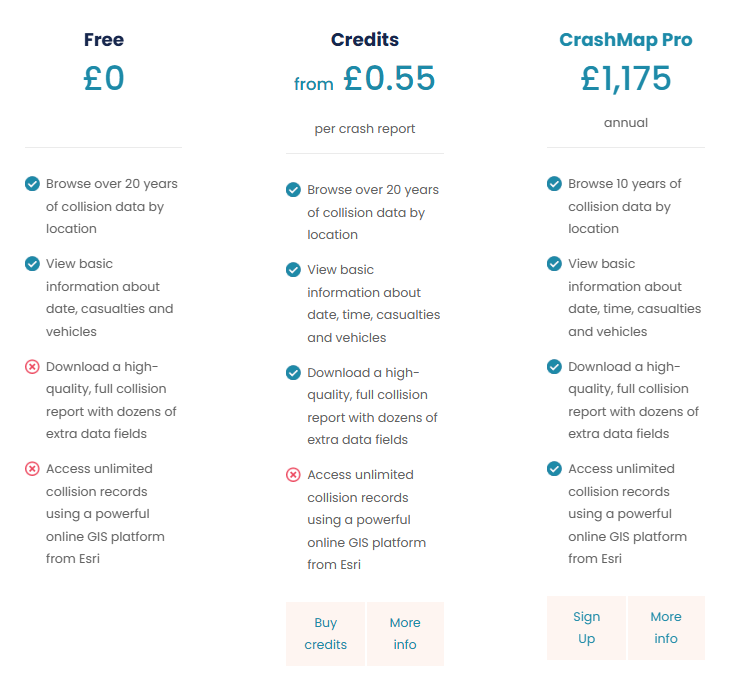 Free
£0
Browse over 20 years
of collision data by
location
View basic
information about
date, casualties and
vehicles
Download a high-
quality, full collision
report with dozens of
extra data fields
Access unlimited
collision records
using a powerful
online GIS platform
from Esri
Credits
from £0.55
per crash report
Browse over 20 years
of collision data by
location
View basic
information about
date, time, casualties
and vehicles
Download a high-
quality, full collision
report with dozens of
extra data fields
Access unlimited
collision records
using a powerful
online GIS platform
from Esri
Buy
credits
More
info
CrashMap Pro
£1,175
annual
Browse 10 years of
collision data by
location
View basic
information about
date, time, casualties
and vehicles
Download a high-
quality, full collision
report with dozens of
extra data fields
Access unlimited
collision records
using a powerful
online GIS platform
from Esri
Sign
Up
More
info